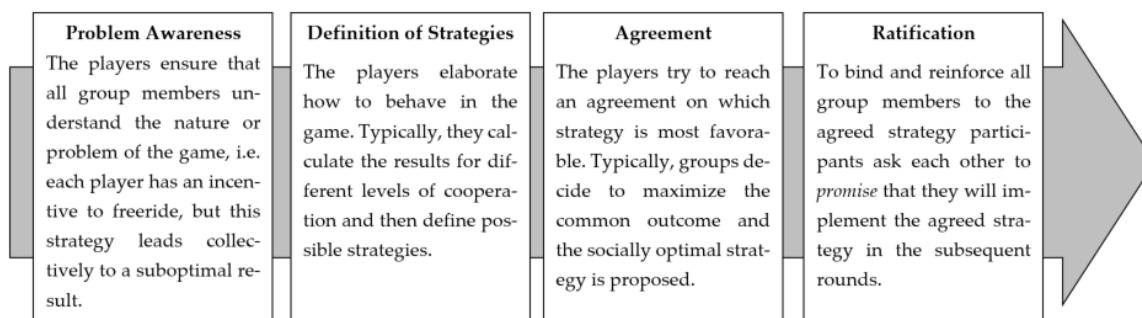 Problem Awareness
The players ensure that
all group members un-
derstand the nature or
problem of the game, i.e.
each player has an incen-
tive to freeride, but this
strategy leads collec-
tively to a suboptimal re-
sult.
Definition of Strategies
The players elaborate
how to behave in the
game. Typically, they cal-
culate the results for dif-
ferent levels of coopera-
tion and then define pos-
sible strategies.
Agreement
The players try to reach
an agreement on which
strategy is most favora-
ble. Typically, groups de-
cide to maximize the
common outcome and
the socially optimal strat-
egy is proposed.
Ratification
To bind and reinforce all
group members to the
agreed strategy partici-
pants ask each other to
promise that they will im-
plement the agreed stra-
tegy in the subsequent
rounds.